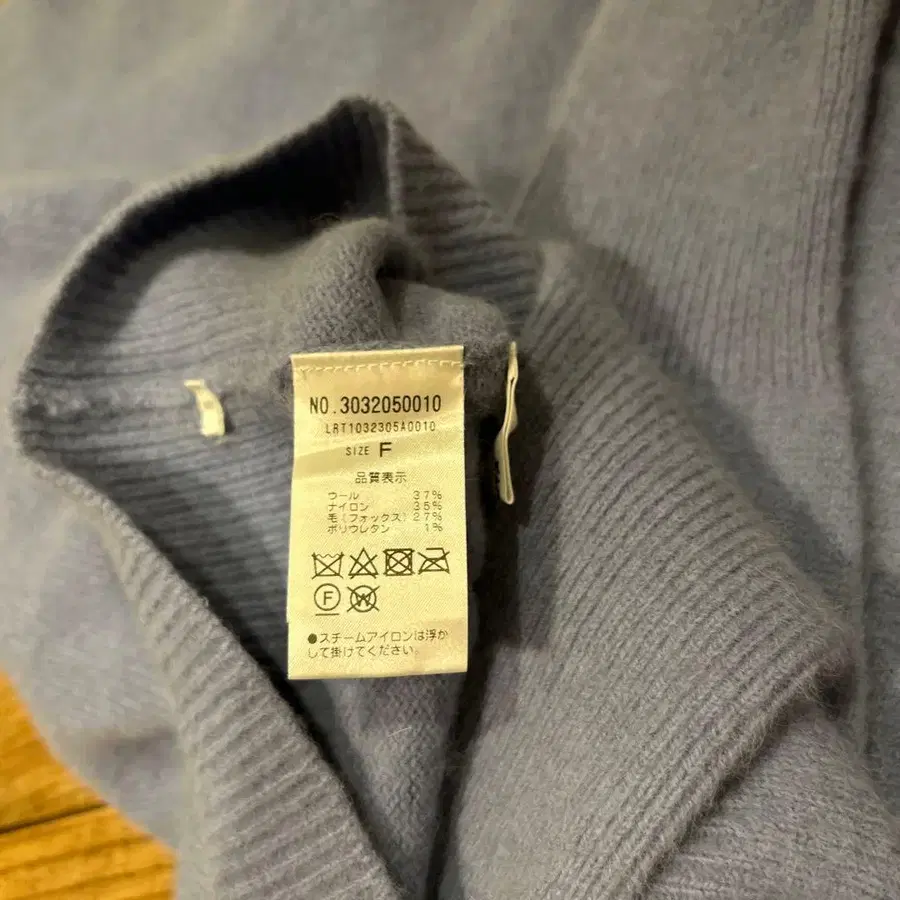 NO.3032050010
LRT1032305A0010
SIZE F
品質表示
ウール 37%
ナイロン 35%
毛(フォックス) 27%
ポリウレタン 1%
F W
●スチームアイロンは浮か
して掛けてください。